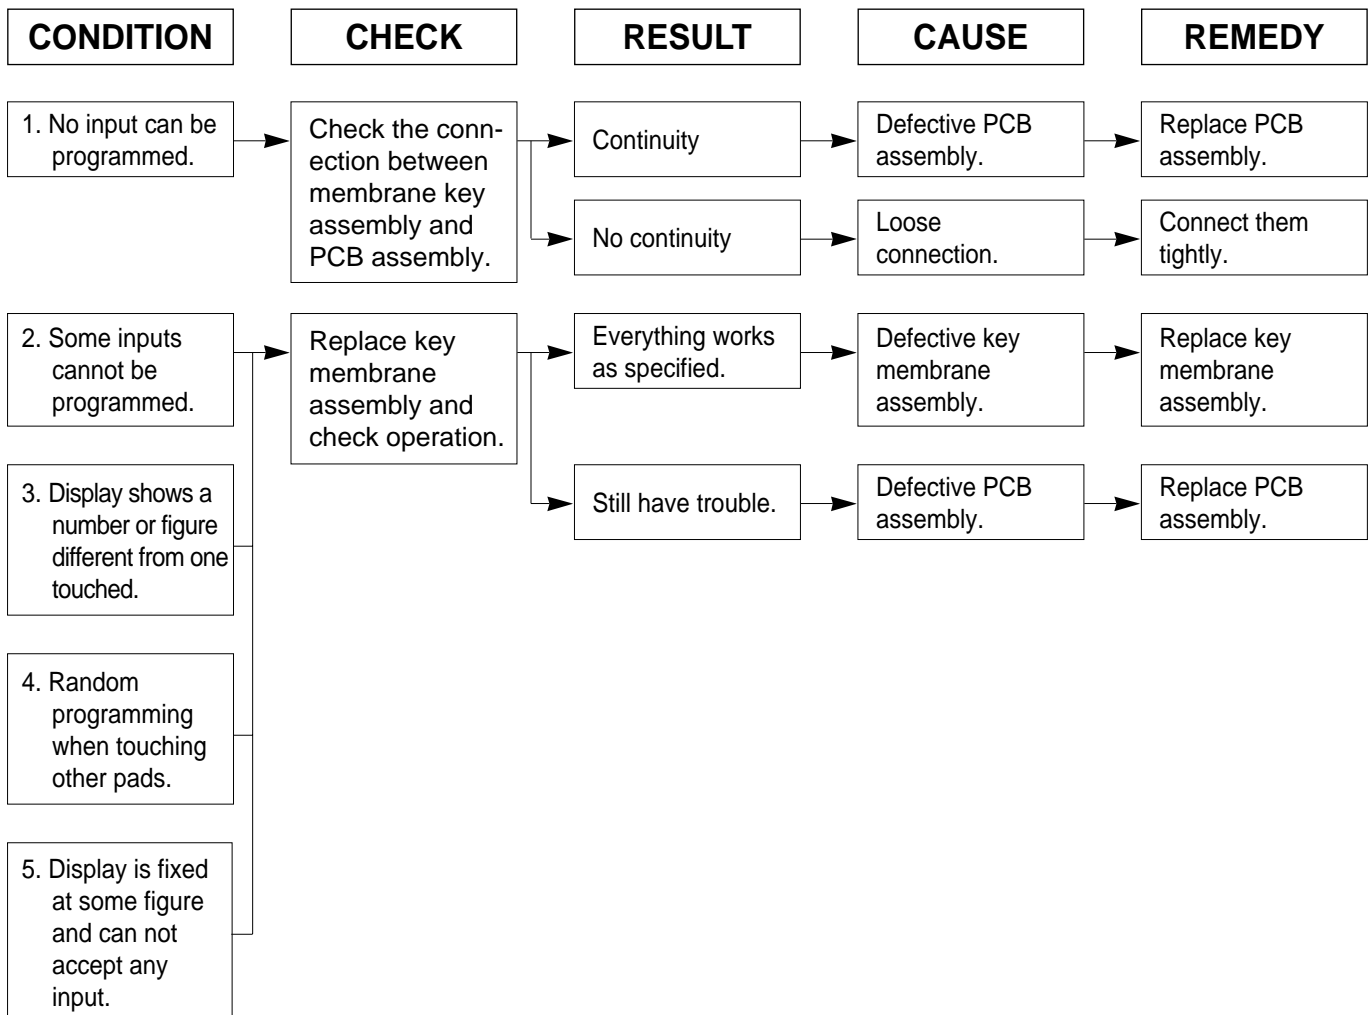 CONDITION
CHECK
RESULT
CAUSE
REMEDY
1. No input can be
programmed.
Check the conn-
ection between
membrane key
assembly and
PCB assembly.
Continuity
Defective PCB
assembly.
Replace PCB
assembly.
No continuity
Loose
connection.
Connect them
tightly.
2. Some inputs
cannot be
programmed.
Replace key
membrane
assembly and
check operation.
Everything works
as specified.
Defective key
membrane
assembly.
Replace key
membrane
assembly.
Still have trouble.
Defective PCB
assembly.
Replace PCB
assembly.
3. Display shows a
number or figure
different from one
touched.
4. Random
programming
when touching
other pads.
5. Display is fixed
at some figure
and can not
accept any
input.